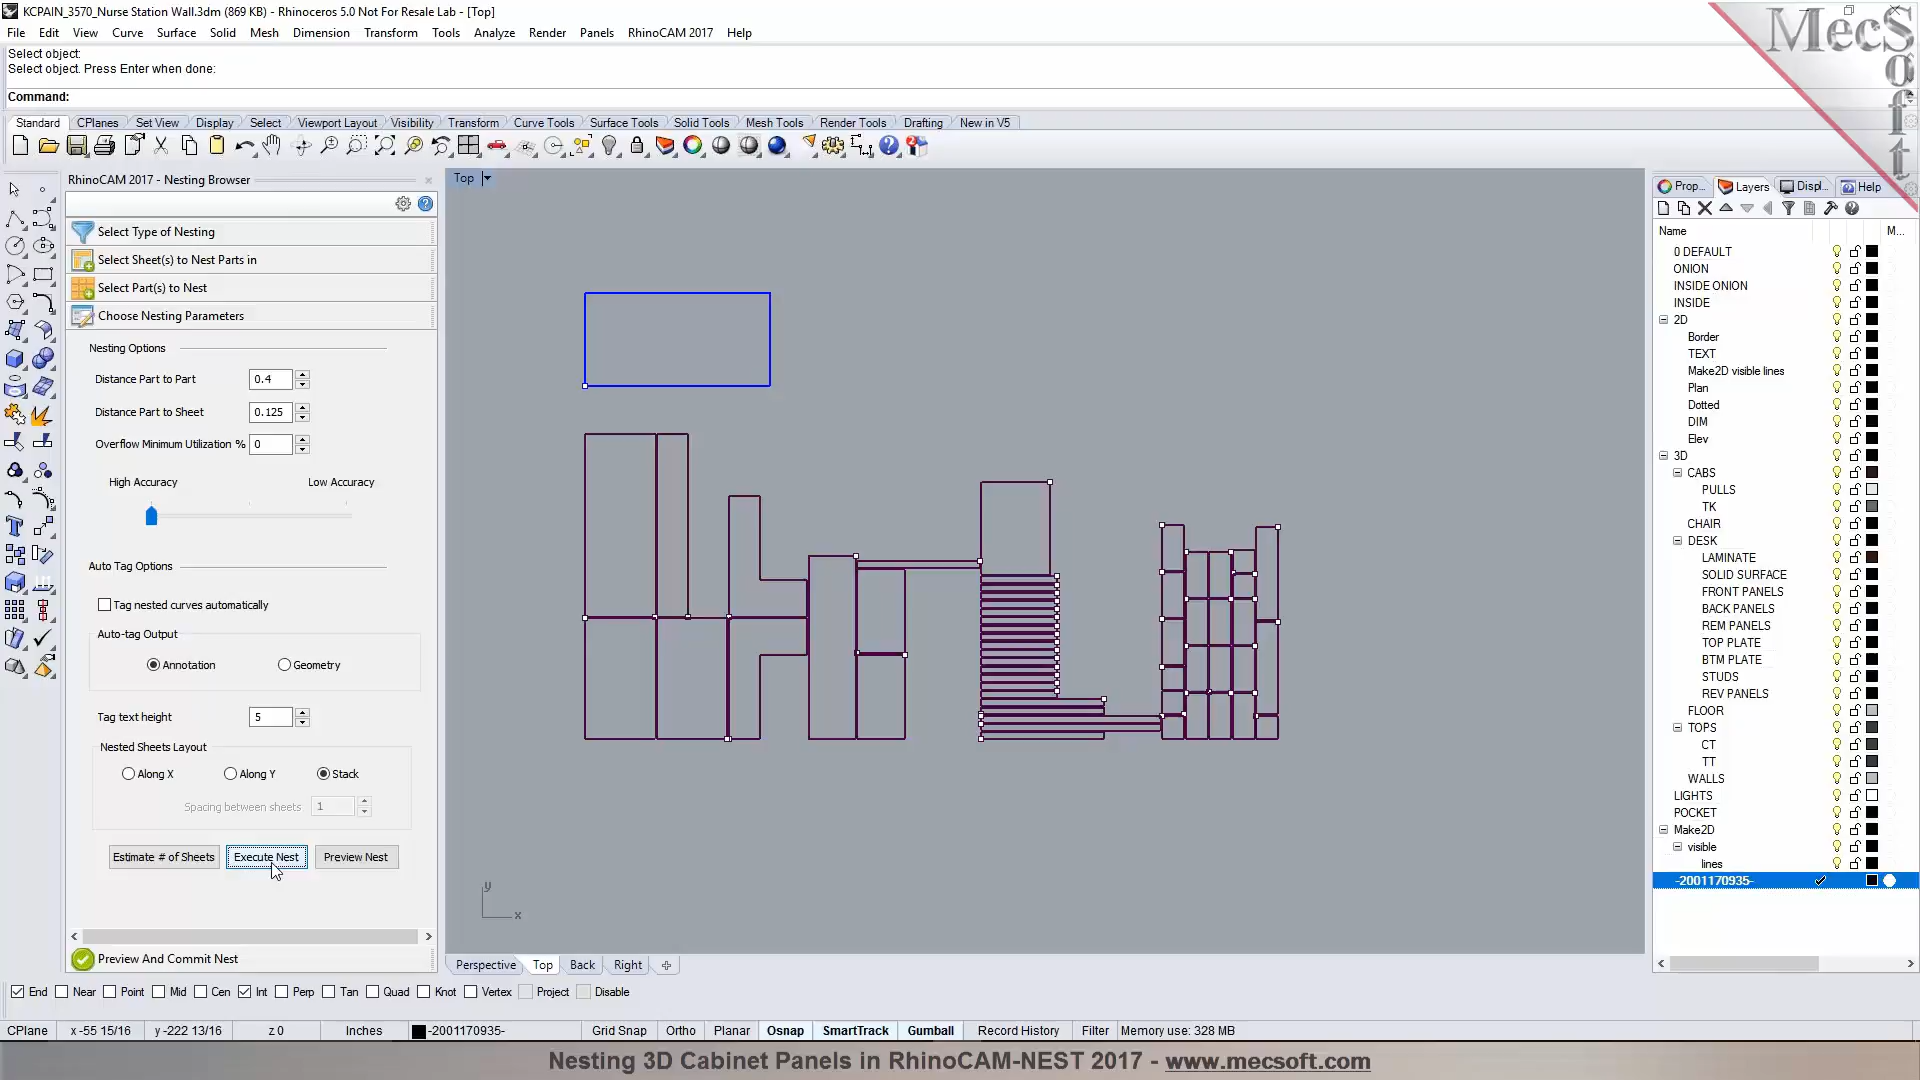 KCPAIN_3570_Nurse Station Wall.3dm (869 KB) - Rhinoceros 5.0 Not For Resale Lab - [Top]
File Edit View Curve Surface Solid Mesh Dimension Transform Tools Analyze Render Panels RhinoCAM 2017 Help
Select object:
Select object. Press Enter when done:
Command:
MecSoft
Standard CPlanes Set View Display Select Viewport Layout Visibility Transform Curve Tools Surface Tools Solid Tools Mesh Tools Render Tools Drafting New in V5
RhinoCAM 2017 - Nesting Browser
Select Type of Nesting
Select Sheet(s) to Nest Parts in
Select Part(s) to Nest
Choose Nesting Parameters
Nesting Options
Distance Part to Part 0.4
Distance Part to Sheet 0.125
Overflow Minimum Utilization % 0
High Accuracy Low Accuracy
Auto Tag Options
Tag nested curves automatically
Auto-tag Output
Annotation Geometry
Tag text height 5
Nested Sheets Layout
Along X Along Y Stack
Spacing between sheets 1
Estimate # of Sheets Execute Nest Preview Nest
Preview And Commit Nest
Top
y
x
Perspective Top Back Right
Prop... Layers Displ... Help
Name M...
0 DEFAULT
ONION
INSIDE ONION
INSIDE
2D
Border
TEXT
Make2D visible lines
Plan
Dotted
DIM
Elev
3D
CABS
PULLS
TK
CHAIR
DESK
LAMINATE
SOLID SURFACE
FRONT PANELS
BACK PANELS
REM PANELS
TOP PLATE
BTM PLATE
STUDS
REV PANELS
FLOOR
TOPS
CT
TT
WALLS
LIGHTS
POCKET
Make2D
visible
lines
-2001170935-
End Near Point Mid Cen Int Perp Tan Quad Knot Vertex Project Disable
CPlane x -55 15/16 y -222 13/16 z 0 Inches -2001170935- Grid Snap Ortho Planar Osnap SmartTrack Gumball Record History Filter Memory use: 328 MB
Nesting 3D Cabinet Panels in RhinoCAM-NEST 2017 - www.mecsoft.com